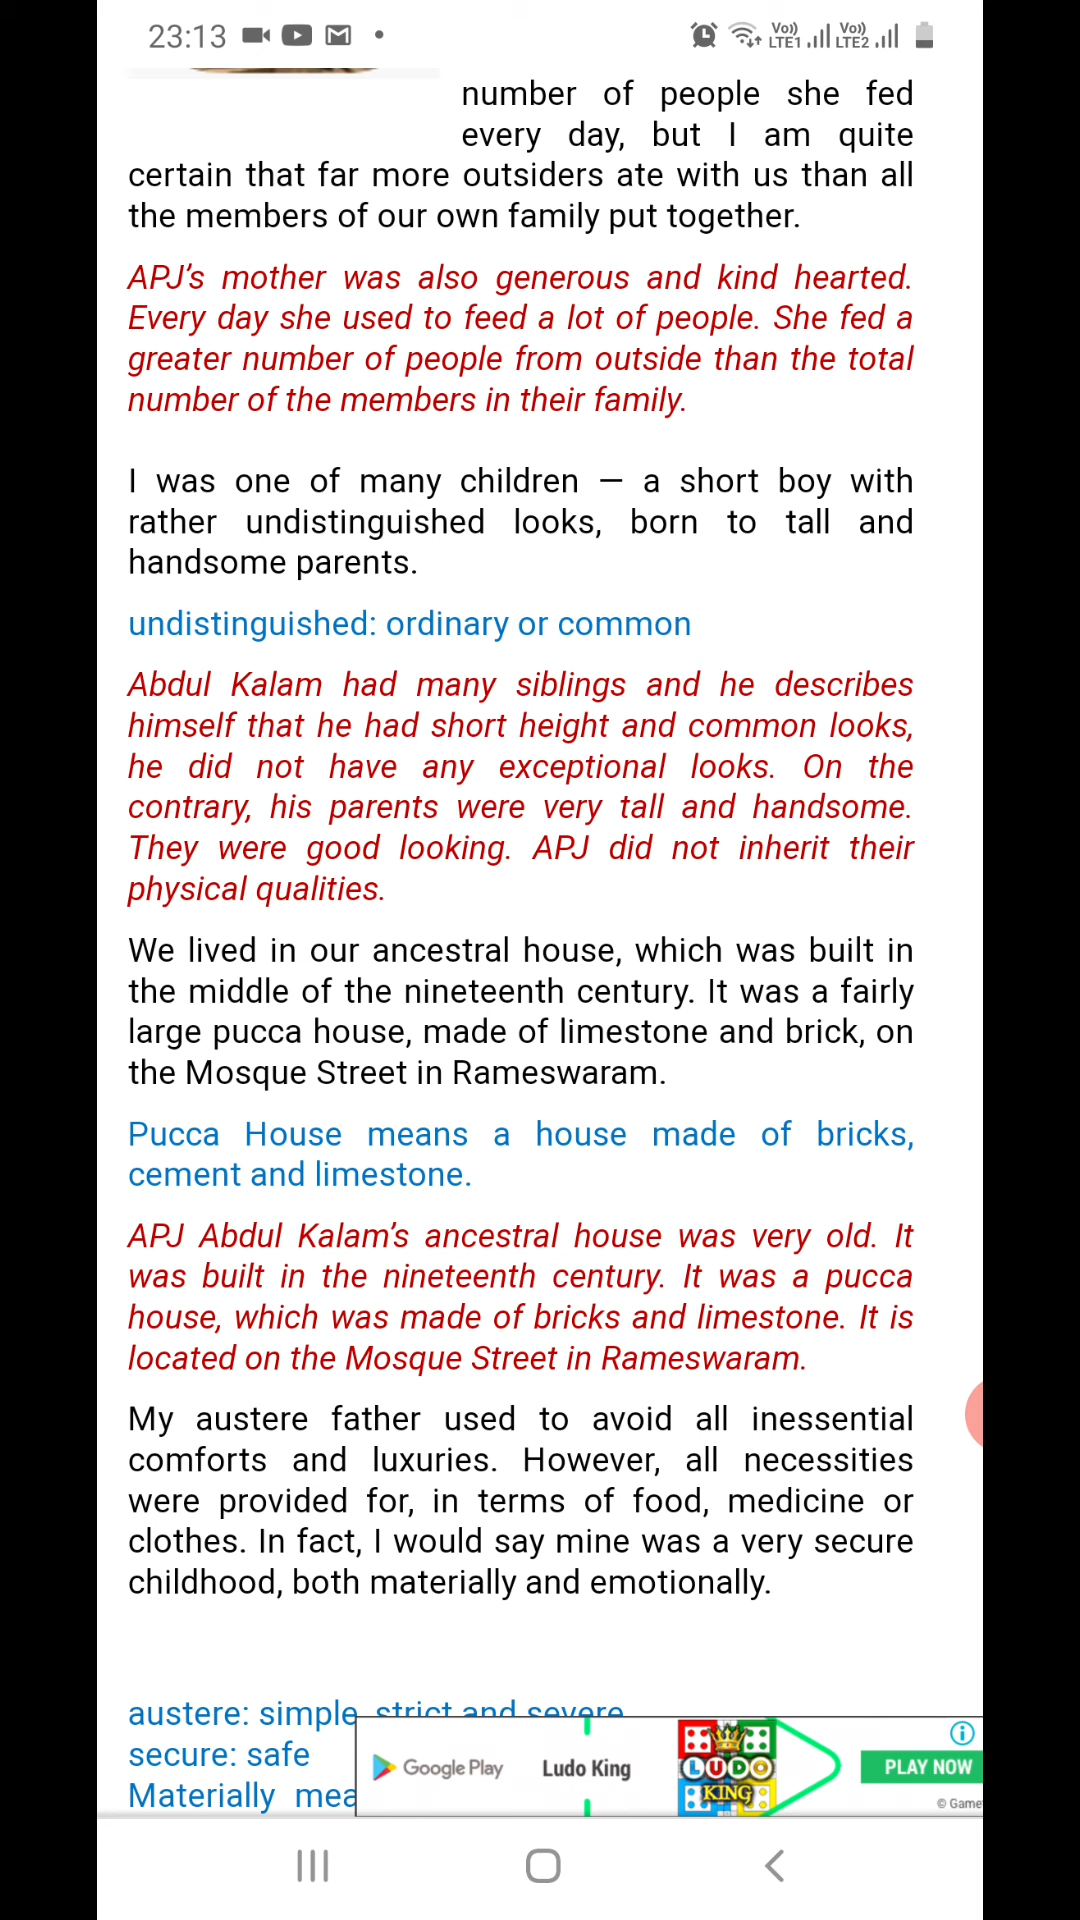 23:13
Vo)) LTE1 Vo)) LTE2
number of people she fed
every day, but I am quite
certain that far more outsiders ate with us than all
the members of our own family put together.
APJ's mother was also generous and kind hearted.
Every day she used to feed a lot of people. She fed a
greater number of people from outside than the total
number of the members in their family.
I was one of many children – a short boy with
rather undistinguished looks, born to tall and
handsome parents.
undistinguished: ordinary or common
Abdul Kalam had many siblings and he describes
himself that he had short height and common looks,
he did not have any exceptional looks. On the
contrary, his parents were very tall and handsome.
They were good looking. APJ did not inherit their
physical qualities.
We lived in our ancestral house, which was built in
the middle of the nineteenth century. It was a fairly
large pucca house, made of limestone and brick, on
the Mosque Street in Rameswaram.
Pucca House means a house made of bricks,
cement and limestone.
APJ Abdul Kalam's ancestral house was very old. It
was built in the nineteenth century. It was a pucca
house, which was made of bricks and limestone. It is
located on the Mosque Street in Rameswaram.
My austere father used to avoid all inessential
comforts and luxuries. However, all necessities
were provided for, in terms of food, medicine or
clothes. In fact, I would say mine was a very secure
childhood, both materially and emotionally.
austere: simple, strict and severe
secure: safe
Materially mea
Google Play Ludo King LUDO KING PLAY NOW
© Game